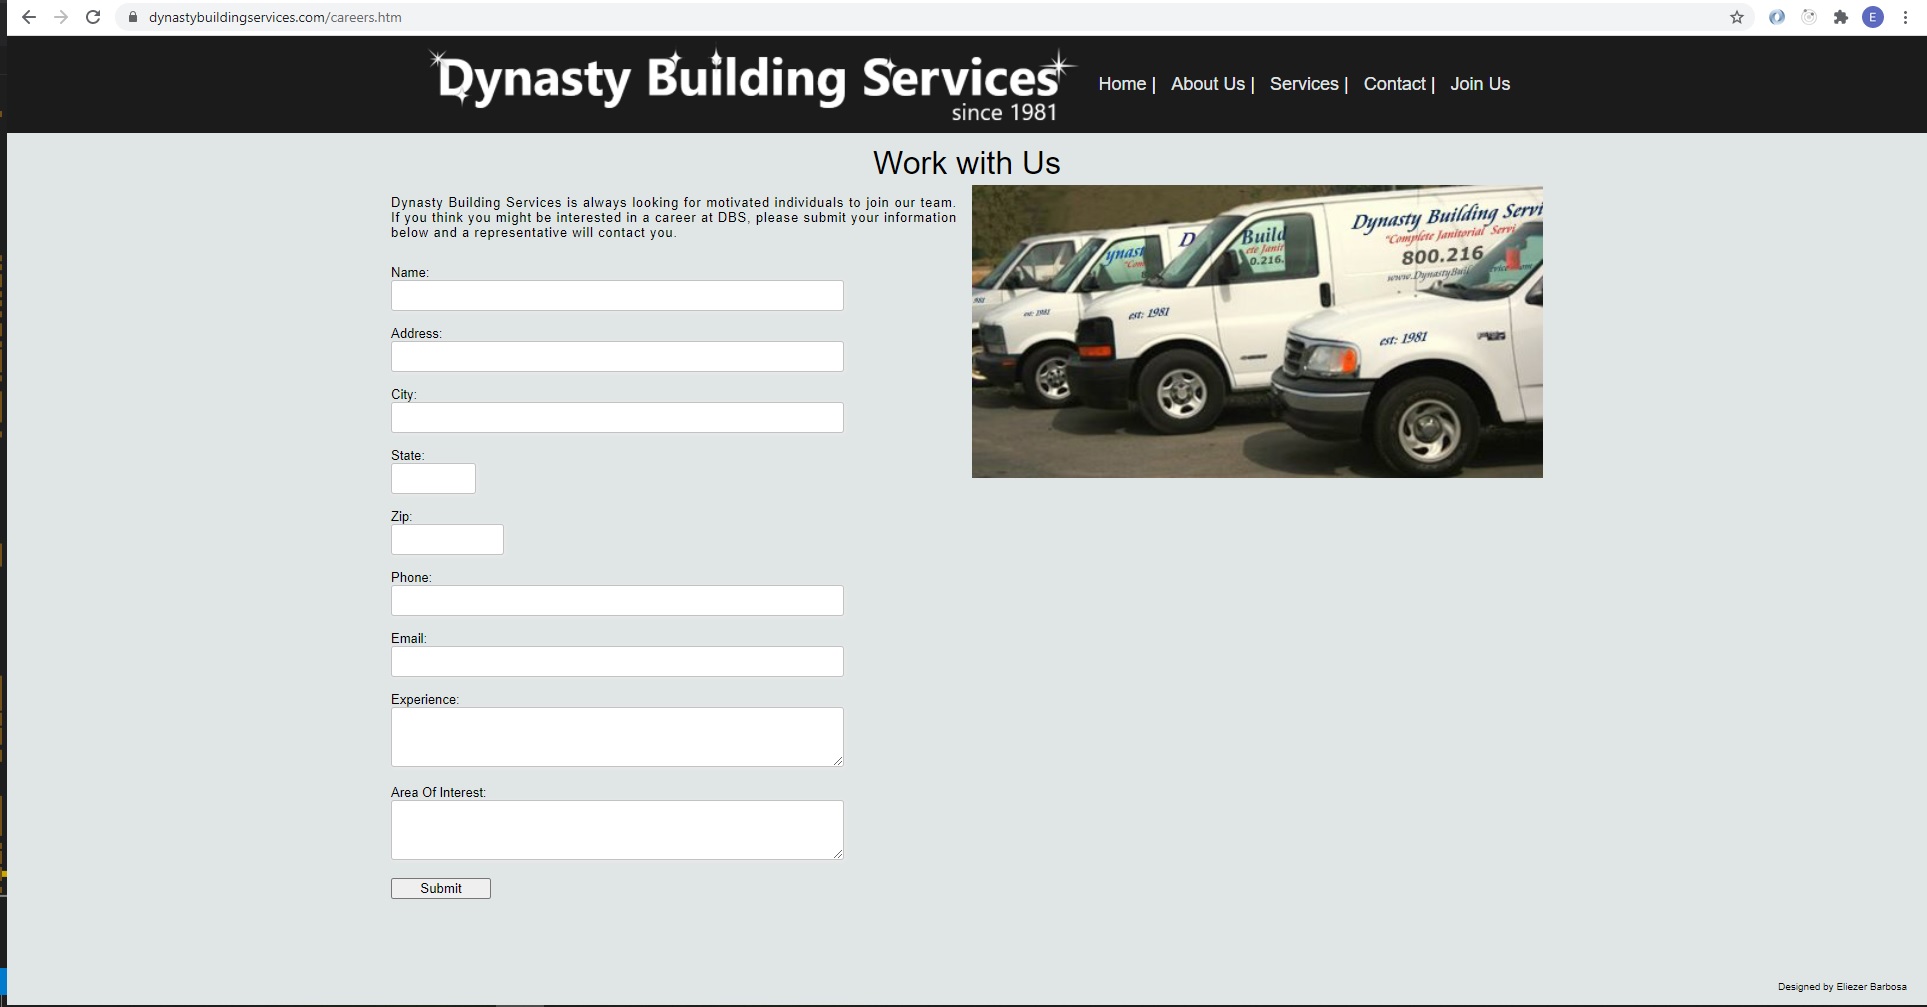 dynastybuildingservices.com/careers.htm
E
Dynasty Building Services
since 1981
Home | About Us | Services | Contact | Join Us
Work with Us
Dynasty Building Services is always looking for motivated individuals to join our team.
If you think you might be interested in a career at DBS, please submit your information
below and a representative will contact you.
Name:
Address:
City:
State:
Zip:
Phone:
Email:
Experience:
Area Of Interest:
Submit
Dynasty Building Servi
"Complete Janitorial Servi
800.216
D
Build
0.216.
ynast
est: 1981
est: 1981
est: 1981
Designed by Eliezer Barbosa